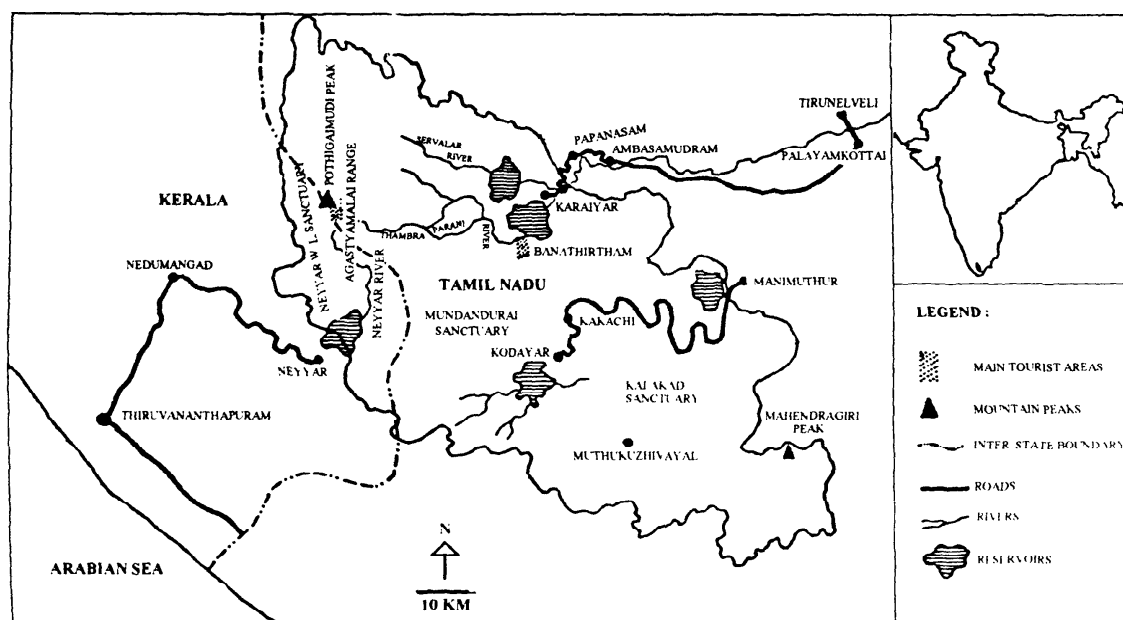 TIRUNELVELI
PAPANASAM
AMBASAMUDRAM
PALAYAMKOTTAI
SERVALAR
RIVER
POTHIGAIMUDI PEAK
AGASTYAMALAI RANGE
NEYYAR W L. SANCTUARY
KERALA
KARAIYAR
THAMBRA
PARANI
RIVER
BANATHIRTHAM
NEDUMANGAD
NEYYAR RIVER
TAMIL NADU
MANIMUTHUR
MUNDANDURAI
SANCTUARY
KAKACHI
KODAYAR
NEYYAR
KALAKAD
SANCTUARY
THIRUVANANTHAPURAM
MAHENDRAGIRI
PEAK
MUTHUKUZHIVAYAL
N
10 KM
ARABIAN SEA
LEGEND :
MAIN TOURIST AREAS
MOUNTAIN PEAKS
INTER STATE BOUNDARY
ROADS
RIVERS
RESERVOIRS